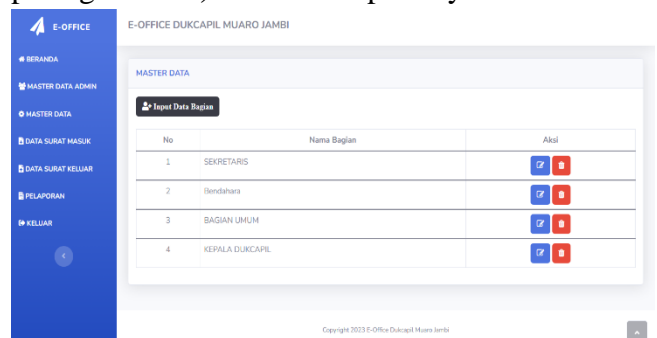 E-OFFICE
E-OFFICE DUKCAPIL MUARO JAMBI
BERANDA
MASTER DATA ADMIN
MASTER DATA
DATA SURAT MASUK
DATA SURAT KELUAR
PELAPORAN
KELUAR
MASTER DATA
Input Data Bagian
No Nama Bagian Aksi
1 SEKRETARIS
2 Bendahara
3 BAGIAN UMUM
4 KEPALA DUKCAPIL
Copyright 2023 E-Office Dukcapil Muaro Jambi